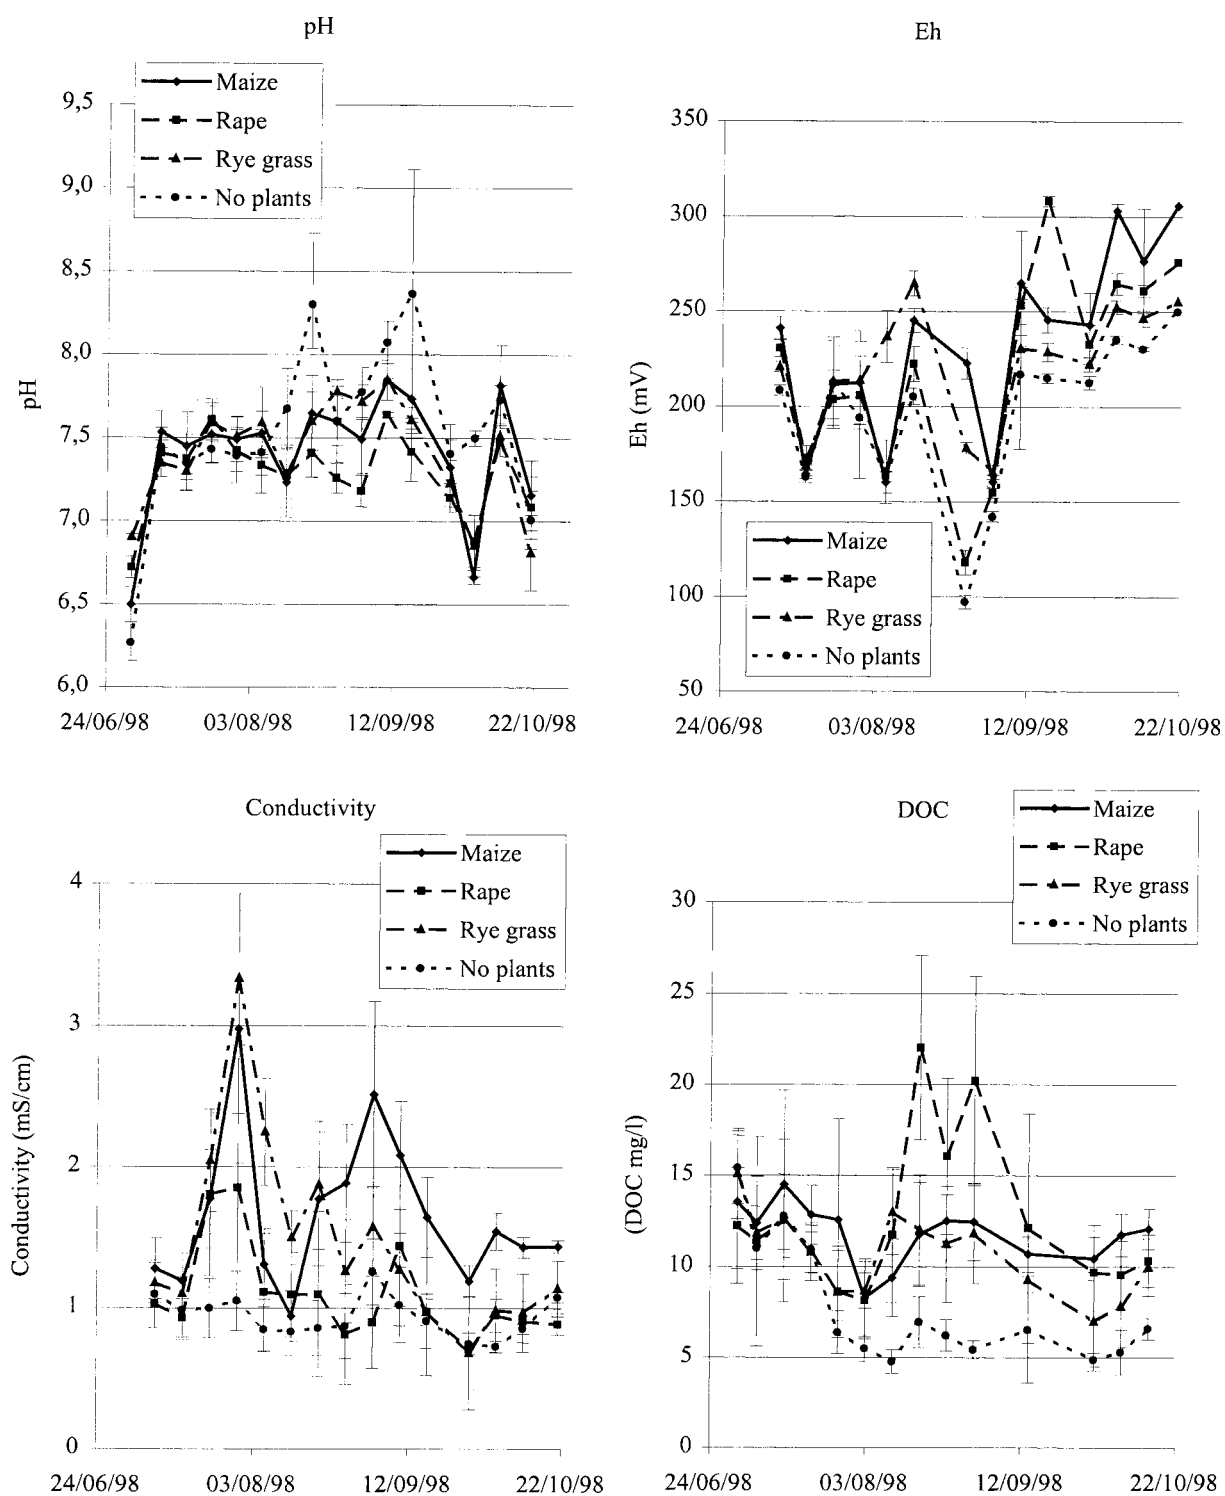 pH
Maize
Rape
Rye grass
No plants
9,5
9,0
8,5
8,0
7,5
7,0
6,5
6,0
pH
24/06/98 03/08/98 12/09/98 22/10/98
Eh
350
300
250
200
150
100
50
Eh (mV)
Maize
Rape
Rye grass
No plants
24/06/98 03/08/98 12/09/98 22/10/98
Conductivity
Maize
Rape
Rye grass
No plants
4
3
2
1
0
Conductivity (mS/cm)
24/06/98 03/08/98 12/09/98 22/10/98
DOC
Maize
Rape
Rye grass
No plants
30
25
20
15
10
5
0
(DOC mg/l)
24/06/98 03/08/98 12/09/98 22/10/98